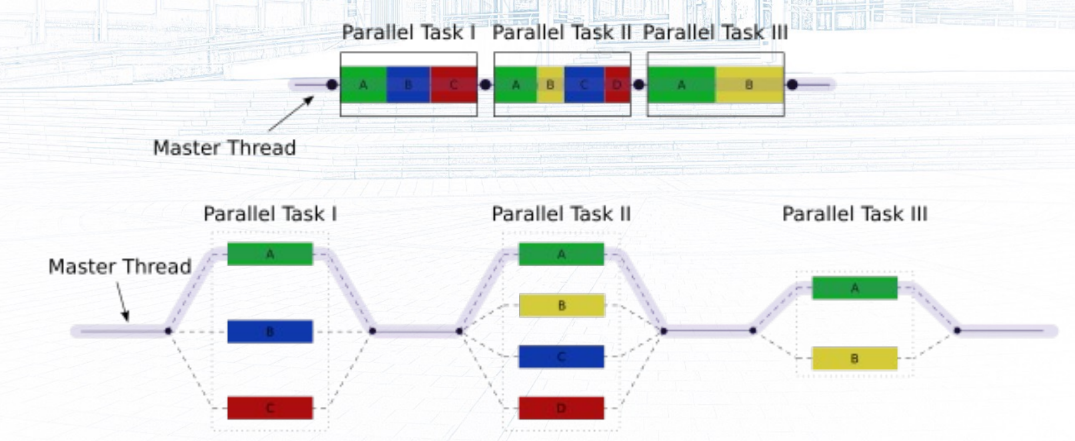 Parallel Task I Parallel Task II Parallel Task III
A B C A B C D A B
Master Thread
Parallel Task I Parallel Task II Parallel Task III
A A
Master Thread
A
B
B
C
B
C D